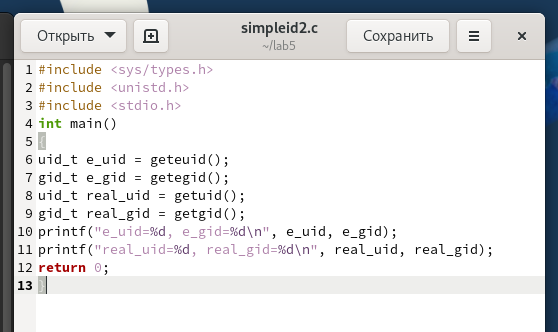 Открыть
simpleid2.c
~/lab5
Сохранить
1 #include <sys/types.h>
2 #include <unistd.h>
3 #include <stdio.h>
4 int main()
5 {
6 uid_t e_uid = geteuid();
7 gid_t e_gid = getegid();
8 uid_t real_uid = getuid();
9 gid_t real_gid = getgid();
10 printf("e_uid=%d, e_gid=%d\n", e_uid, e_gid);
11 printf("real_uid=%d, real_gid=%d\n", real_uid, real_gid);
12 return 0;
13 }